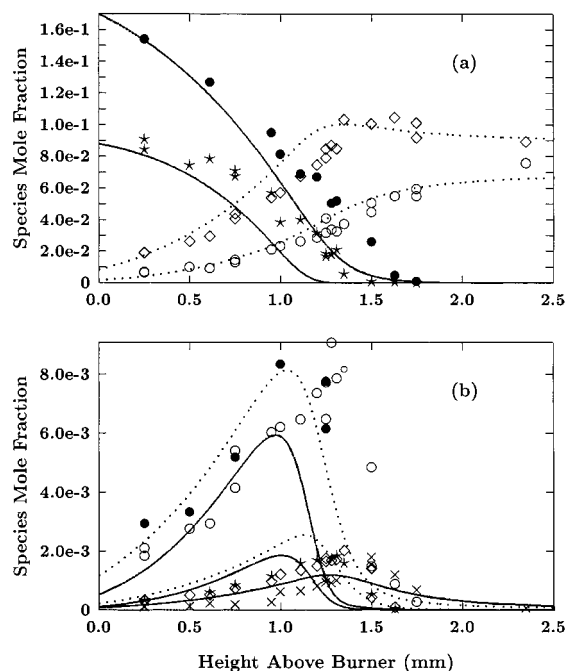 1.6e-1
1.4e-1
1.2e-1
1.0e-1
8.0e-2
6.0e-2
4.0e-2
2.0e-2
0
Species Mole Fraction
(a)
0.0 0.5 1.0 1.5 2.0 2.5
8.0e-3
6.0e-3
4.0e-3
2.0e-3
0
Species Mole Fraction
(b)
0.0 0.5 1.0 1.5 2.0 2.5
Height Above Burner (mm)